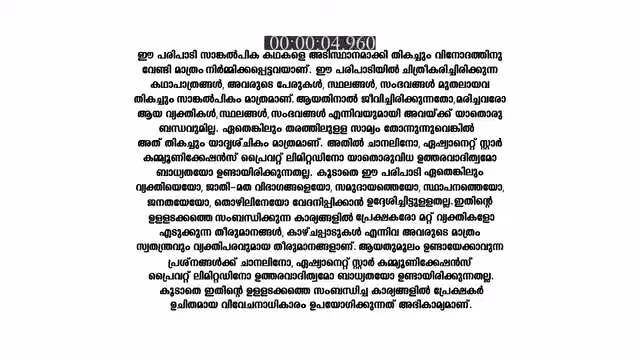 00:00:04.960
ഈ പരിപാടി സാങ്കൽപിക കഥകളെ അടിസ്ഥാനമാക്കി തികച്ചും വിനോദത്തിനു
വേണ്ടി മാത്രം നിർമ്മിക്കപ്പെട്ടവയാണ്. ഈ പരിപാടിയിൽ ചിത്രീകരിച്ചിരിക്കുന്ന
കഥാപാത്രങ്ങൾ, അവരുടെ പേരുകൾ, സ്ഥലങ്ങൾ, സംഭവങ്ങൾ മുതലായവ
തികച്ചും സാങ്കൽപികം മാത്രമാണ്. ആയതിനാൽ ജീവിച്ചിരിക്കുന്നതോ,മരിച്ചവരോ
ആയ വ്യക്തികൾ,സ്ഥലങ്ങൾ,സംഭവങ്ങൾ എന്നിവയുമായി അവയ്ക്ക് യാതൊരു
ബന്ധവുമില്ല. ഏതെങ്കിലും തരത്തിലുളള സാമ്യം തോന്നുന്നുവെങ്കിൽ
അത് തികച്ചും യാദൃശ്ചികം മാത്രമാണ്. അതിൽ ചാനലിനോ, ഏഷ്യാനെറ്റ് സ്റ്റാർ
കമ്മ്യൂണിക്കേഷൻസ് പ്രൈവറ്റ് ലിമിറ്റഡിനോ യാതൊരുവിധ ഉത്തരവാദിത്വമോ
ബാധ്യതയോ ഉണ്ടായിരിക്കുന്നതല്ല. കൂടാതെ ഈ പരിപാടി ഏതെങ്കിലും
വ്യക്തിയെയോ, ജാതി-മത വിഭാഗങ്ങളെയോ, സമുദായത്തെയോ, സ്ഥാപനത്തെയോ,
ജനതയേയോ, തൊഴിലിനേയോ വേദനിപ്പിക്കാൻ ഉദ്ദേശിച്ചിട്ടുളളതല്ല.ഇതിന്റെ
ഉളളടക്കത്തെ സംബന്ധിക്കുന്ന കാര്യങ്ങളിൽ പ്രേക്ഷകരോ മറ്റ് വ്യക്തികളോ
എടുക്കുന്ന തീരുമാനങ്ങൾ, കാഴ്ചപ്പാടുകൾ എന്നിവ അവരുടെ മാത്രം
സ്വതന്ത്രവും വ്യക്തിപരവുമായ തീരുമാനങ്ങളാണ്. ആയതുമൂലം ഉണ്ടായേക്കാവുന്ന
പ്രശ്നങ്ങൾക്ക് ചാനലിനോ, ഏഷ്യാനെറ്റ് സ്റ്റാർ കമ്മ്യൂണിക്കേഷൻസ്
പ്രൈവറ്റ് ലിമിറ്റഡിനോ ഉത്തരവാദിത്വമോ ബാധ്യതയോ ഉണ്ടായിരിക്കുന്നതല്ല.
കൂടാതെ ഇതിന്റെ ഉളളടക്കത്തെ സംബന്ധിച്ച കാര്യങ്ങളിൽ പ്രേക്ഷകർ
ഉചിതമായ വിവേചനാധികാരം ഉപയോഗിക്കുന്നത് അഭികാമ്യമാണ്.